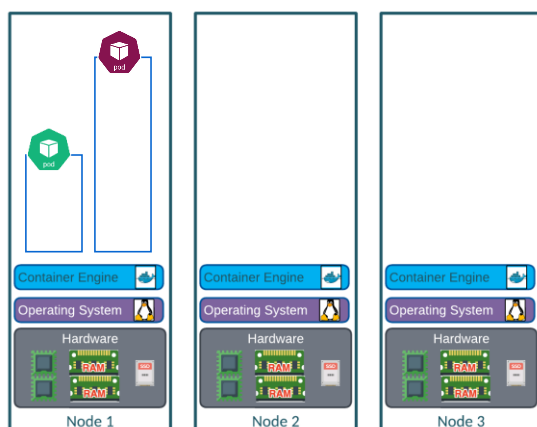 pod
pod
Container Engine
Container Engine
Container Engine
Operating System
Operating System
Operating System
Hardware
Hardware
Hardware
RAM
SSD
RAM
RAM
SSD
RAM
RAM
SSD
RAM
Node 1
Node 2
Node 3